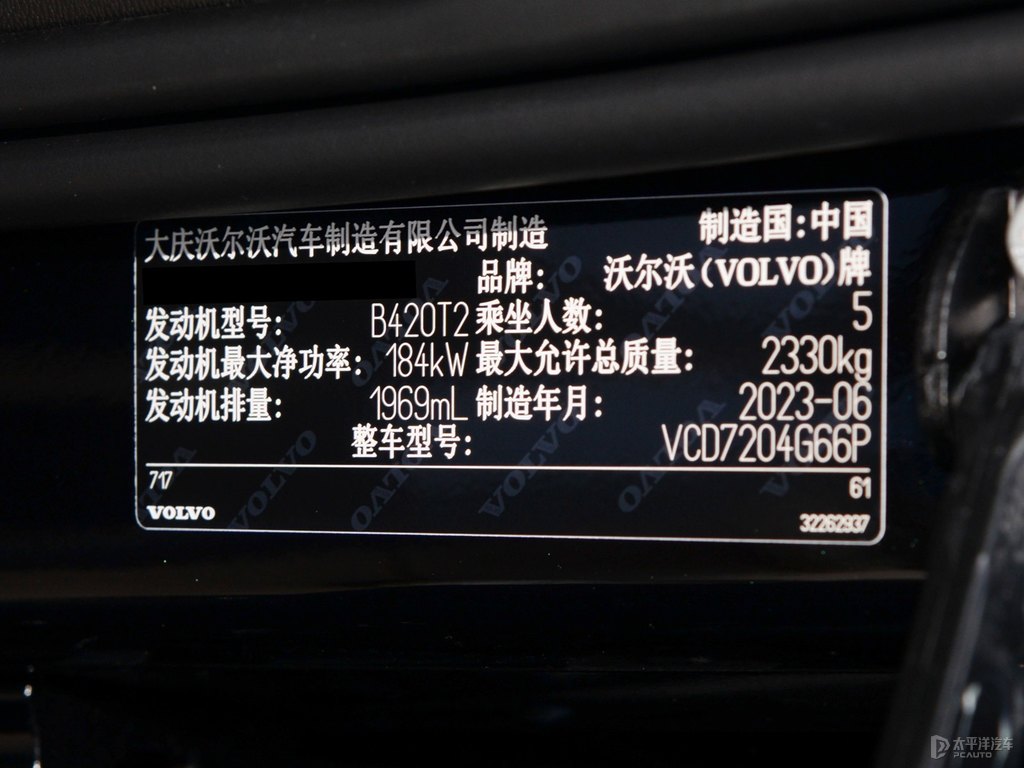 大庆沃尔沃汽车制造有限公司制造 制造国:中国
品牌: 沃尔沃(VOLVO)牌
发动机型号: B420T2 乘坐人数: 5
发动机最大净功率: 184kW 最大允许总质量: 2330kg
发动机排量: 1969mL 制造年月: 2023-06
整车型号: VCD7204G66P
717 61
VOLVO 32262937
太平洋汽车
PCAUTO